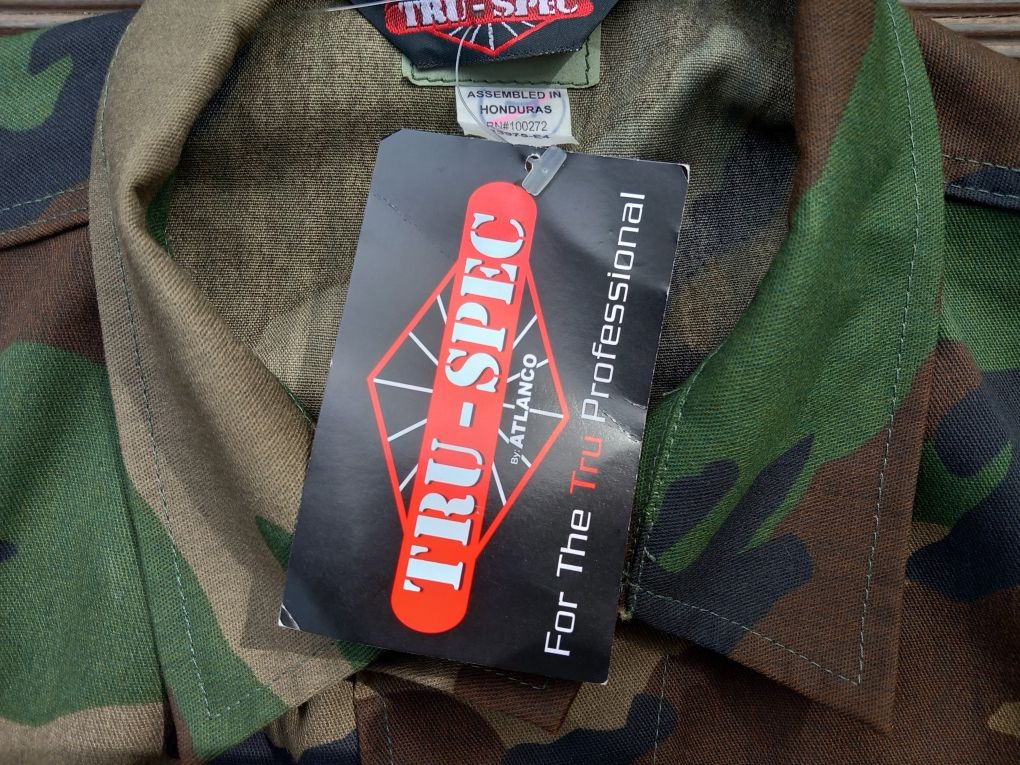 TRU-SPEC
ASSEMBLED IN
HONDURAS
RN#100272
TRU-SPEC
By ATLANCO
For The Tru Professional